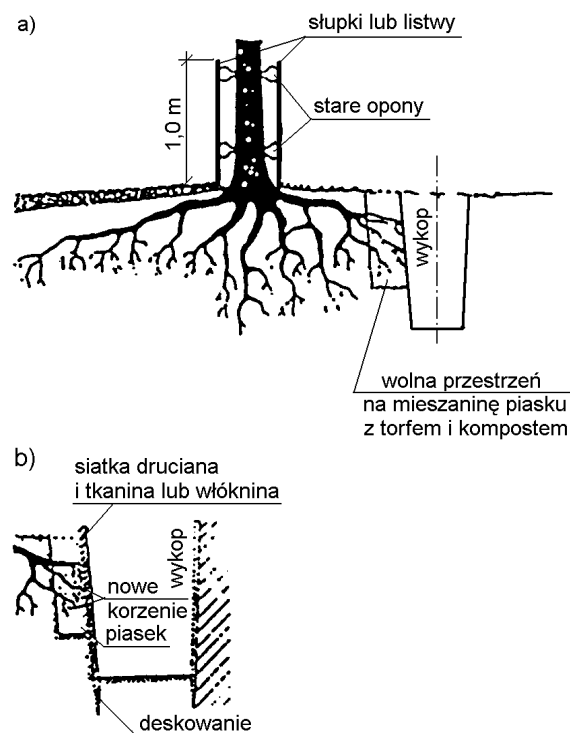 a)
słupki lub listwy
stare opony
1,0 m
wykop
wolna przestrzeń
na mieszaninę piasku
z torfem i kompostem
b)
siatka druciana
i tkanina lub włóknina
wykop
nowe
korzenie
piasek
deskowanie